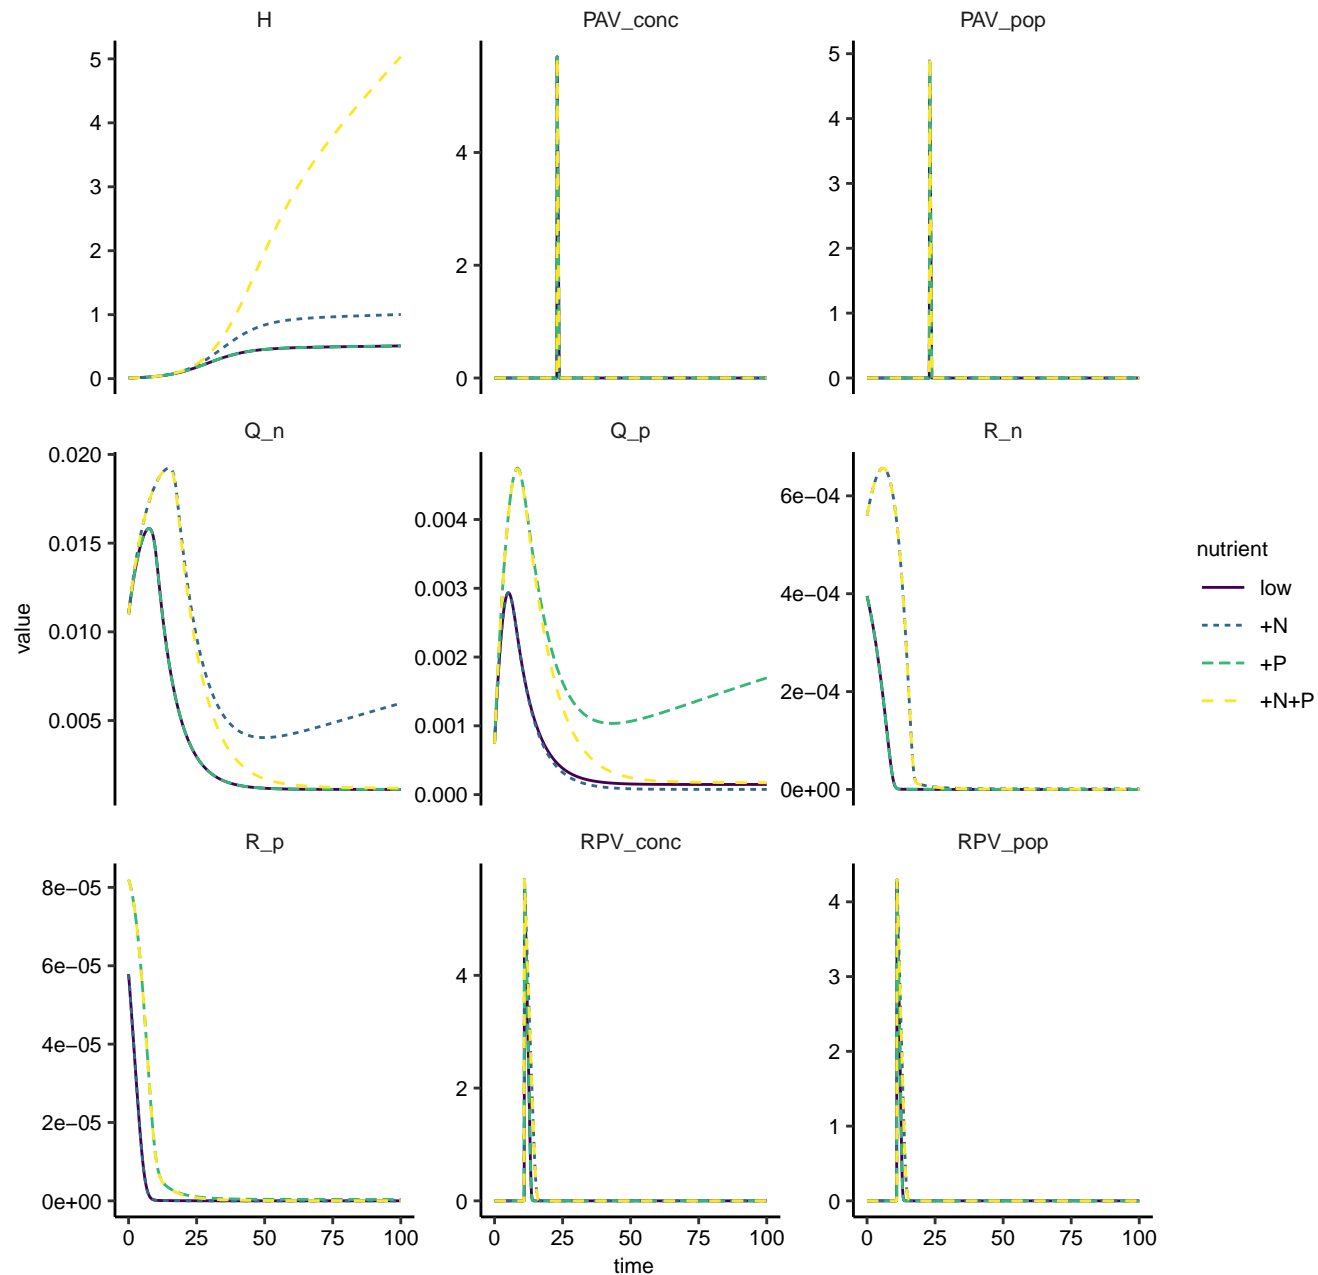 H
PAV_conc
PAV_pop
5
4
3
2
1
0
4
2
0
5
4
3
2
1
0
Q_n
Q_p
R_n
0.020
0.015
0.010
0.005
0.004
0.003
0.002
0.001
0.000
6e−04
4e−04
2e−04
0e+00
value
nutrient
low
+N
+P
+N+P
R_p
RPV_conc
RPV_pop
8e−05
6e−05
4e−05
2e−05
0e+00
4
2
0
4
3
2
1
0
0 25 50 75 100
0 25 50 75 100
0 25 50 75 100
time